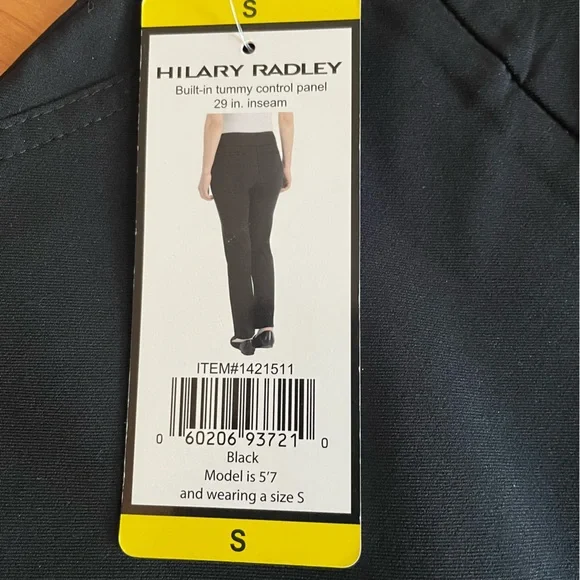 S
HILARY RADLEY
Built-in tummy control panel
29 in. inseam
ITEM#1421511
0 60206 93721 0
Black
Model is 5'7
and wearing a size S
S